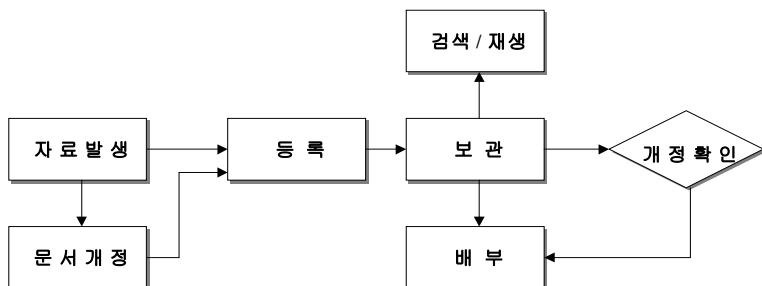 검색 / 재생
자 료 발 생
등 록
보 관
개 정 확 인
문 서 개 정
배 부